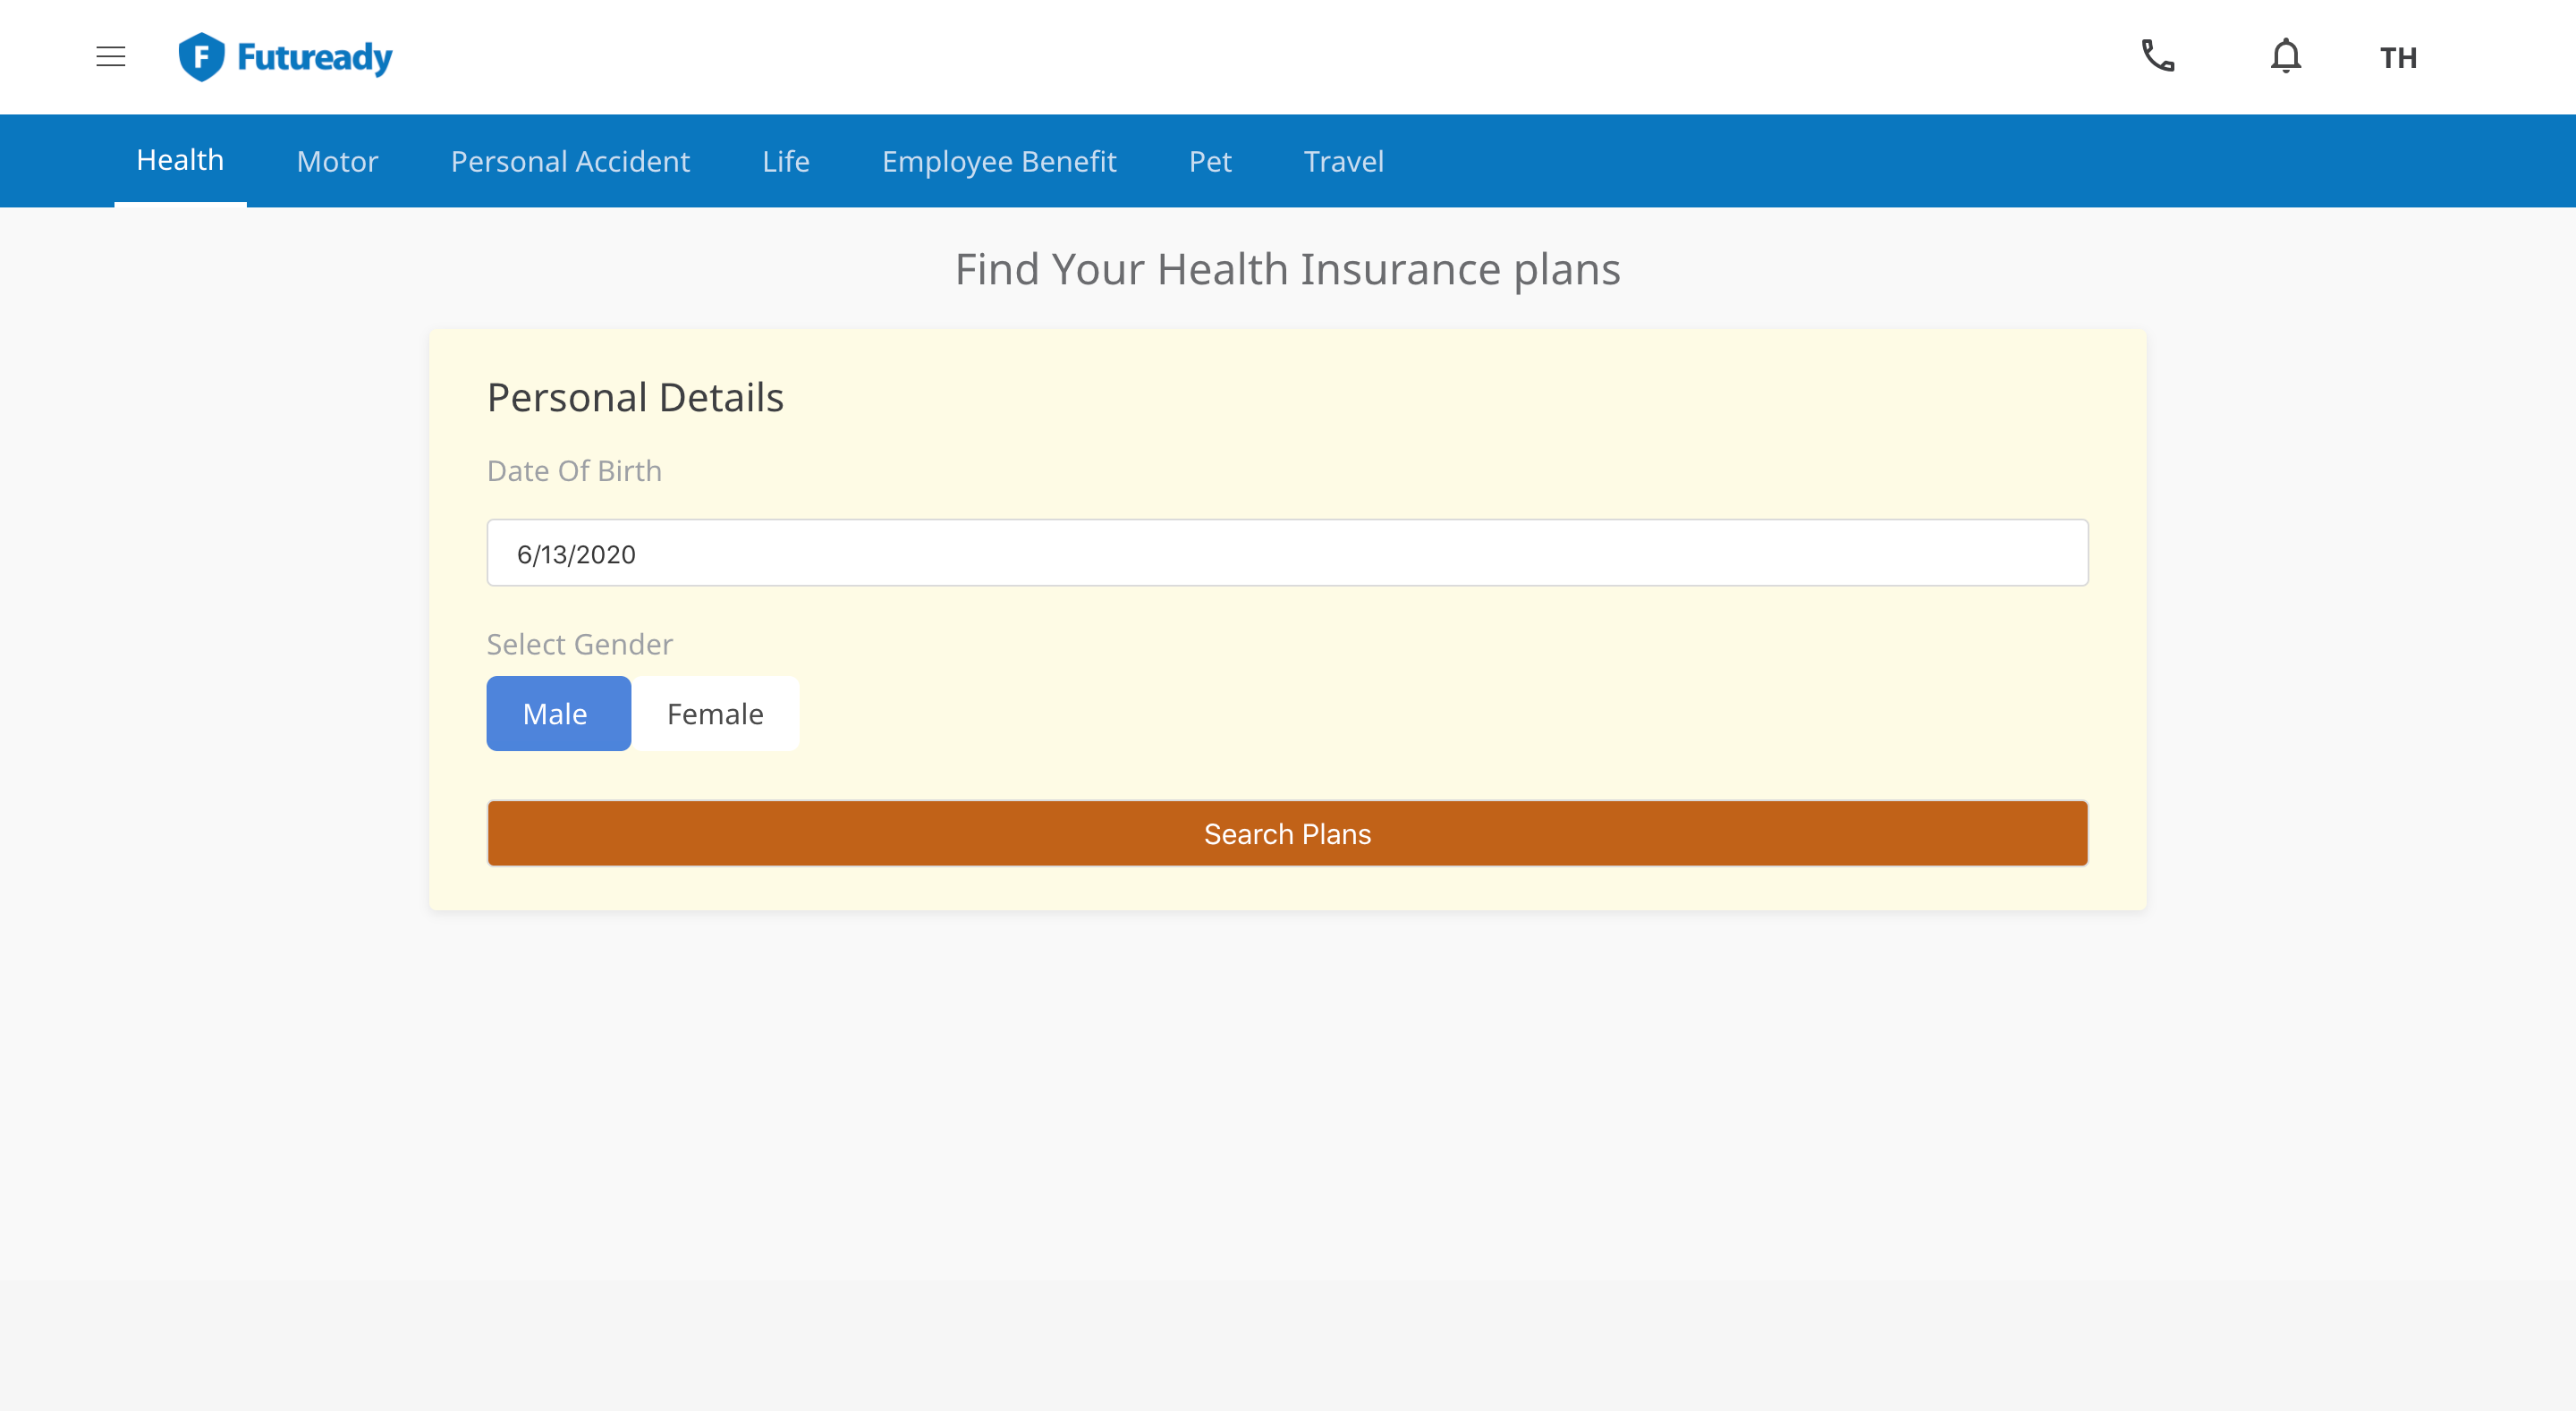 F Futuready
TH
Health Motor Personal Accident Life Employee Benefit Pet Travel
Find Your Health Insurance plans
Personal Details
Date Of Birth
6/13/2020
Select Gender
Male Female
Search Plans